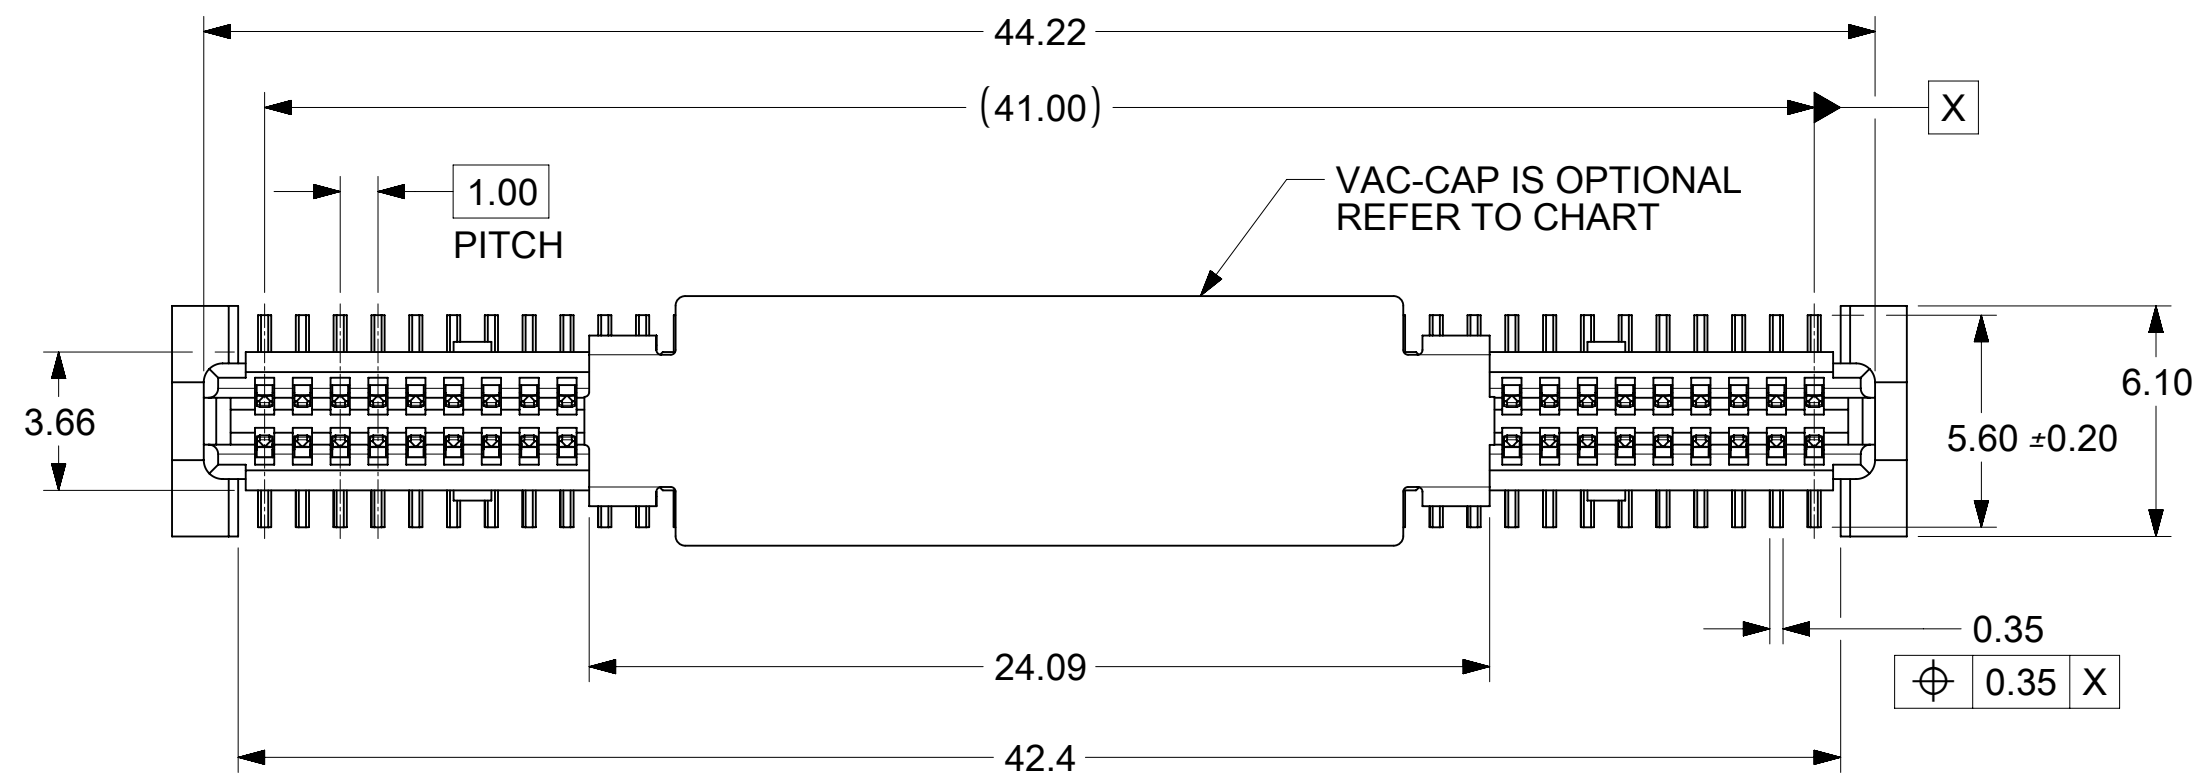 44.22
(41.00)
X
1.00
PITCH
VAC-CAP IS OPTIONAL
REFER TO CHART
3.66
6.10
5.60 ±0.20
0.35
⌖ 0.35 X
24.09
42.4